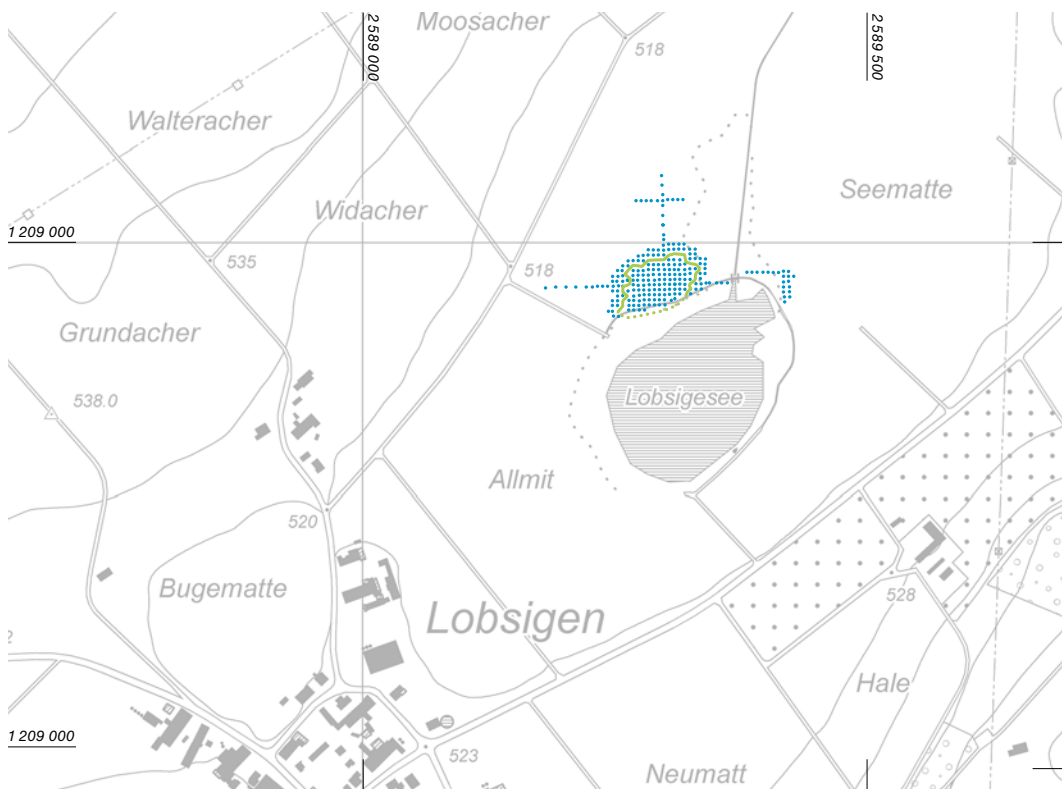 Moosacher
2 589 000
2 589 500
518
Walteracher
Seematte
Widacher
1 209 000
535
518
Grundacher
538.0
Lobsigesee
Allmit
520
Bugematte
528
Lobsigen
2
Hale
1 209 000
523
Neumatt